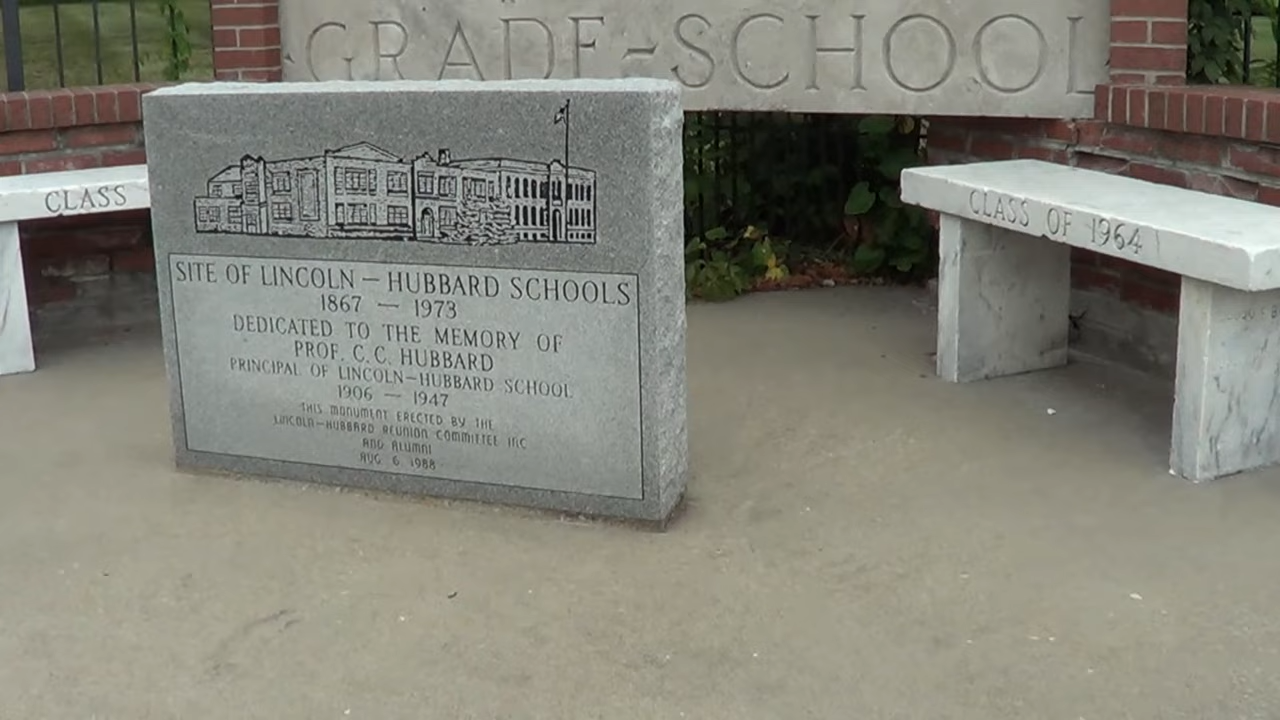 GRADE-SCHOOL
CLASS
CLASS OF 1964
SITE OF LINCOLN — HUBBARD SCHOOLS
1867 — 1973
DEDICATED TO THE MEMORY OF
PROF. C. C. HUBBARD
PRINCIPAL OF LINCOLN-HUBBARD SCHOOL
1906 — 1947
THIS MONUMENT ERECTED BY THE
LINCOLN-HUBBARD REUNION COMMITTEE INC
AND ALUMNI
AUG 6 1988